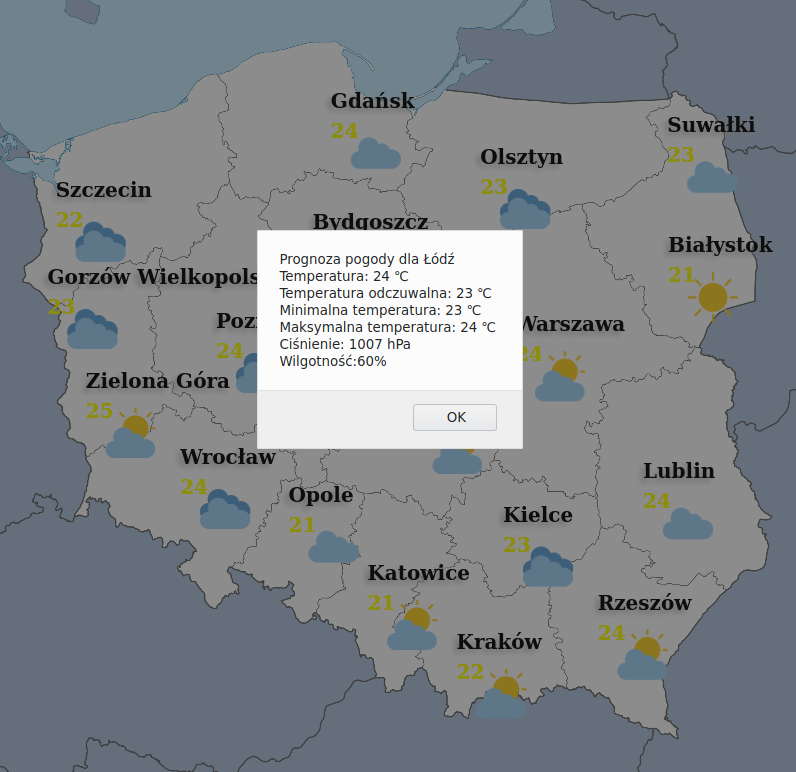 Gdańsk
24
Suwałki
23
Olsztyn
23
Szczecin
22
Bydgoszcz
Białystok
21
Gorzów Wielkopols
23
Prognoza pogody dla Łódź
Temperatura: 24 ℃
Temperatura odczuwalna: 23 ℃
Minimalna temperatura: 23 ℃
Maksymalna temperatura: 24 ℃
Ciśnienie: 1007 hPa
Wilgotność:60%
OK
Poz
24
Warszawa
24
Zielona Góra
25
Wrocław
24
Lublin
24
Opole
21
Kielce
23
Katowice
21
Rzeszów
24
Kraków
22